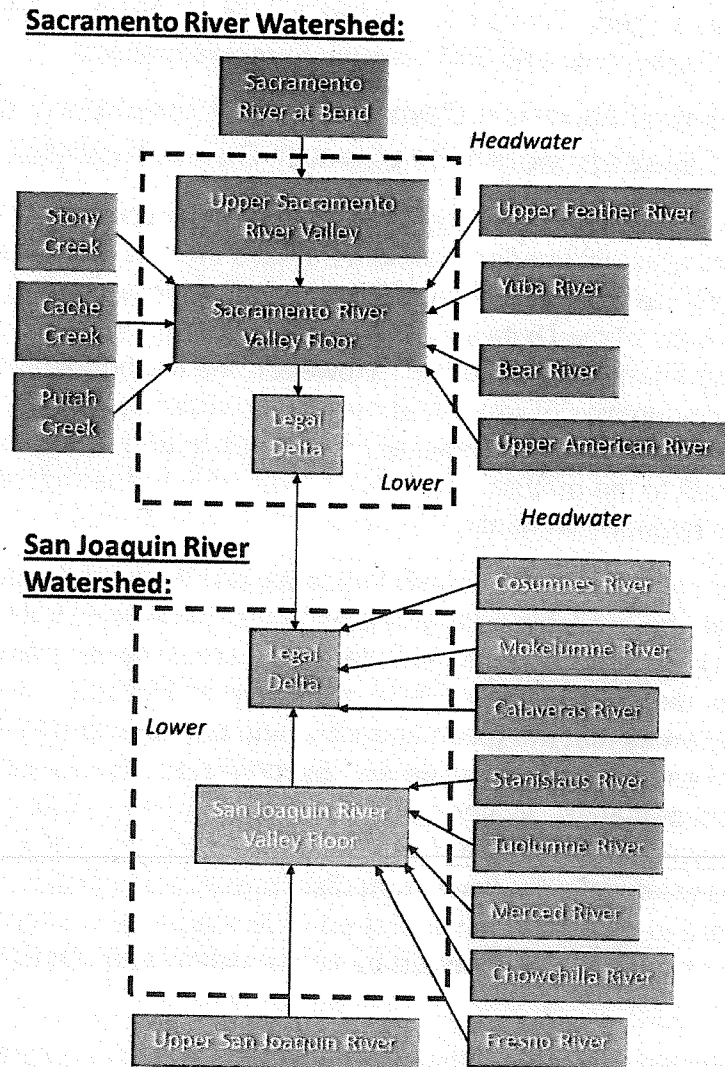 Sacramento River Watershed:
Sacramento
River at Bend
Headwater
Upper Sacramento
River Valley
Stony
Creek
Upper Feather River
Cache
Creek
Sacramento River
Valley Floor
Yuba River
Bear River
Putah
Creek
Legal
Delta
Upper American River
Lower
Headwater
San Joaquin River
Watershed:
Cosumnes River
Legal
Delta
Mokelumne River
Lower
Calaveras River
Stanislaus River
San Joaquin River
Valley Floor
Tuolumne River
Merced River
Chowchilla River
Upper San Joaquin River
Fresno River